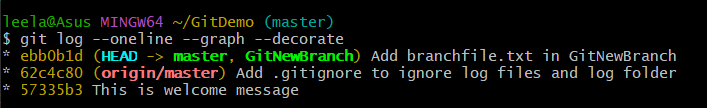 leela@Asus MINGW64 ~/GitDemo (master)
$ git log --oneline --graph --decorate
* ebb0b1d (HEAD -> master, GitNewBranch) Add branchfile.txt in GitNewBranch
* 62c4c80 (origin/master) Add .gitignore to ignore log files and log folder
* 57335b3 This is welcome message